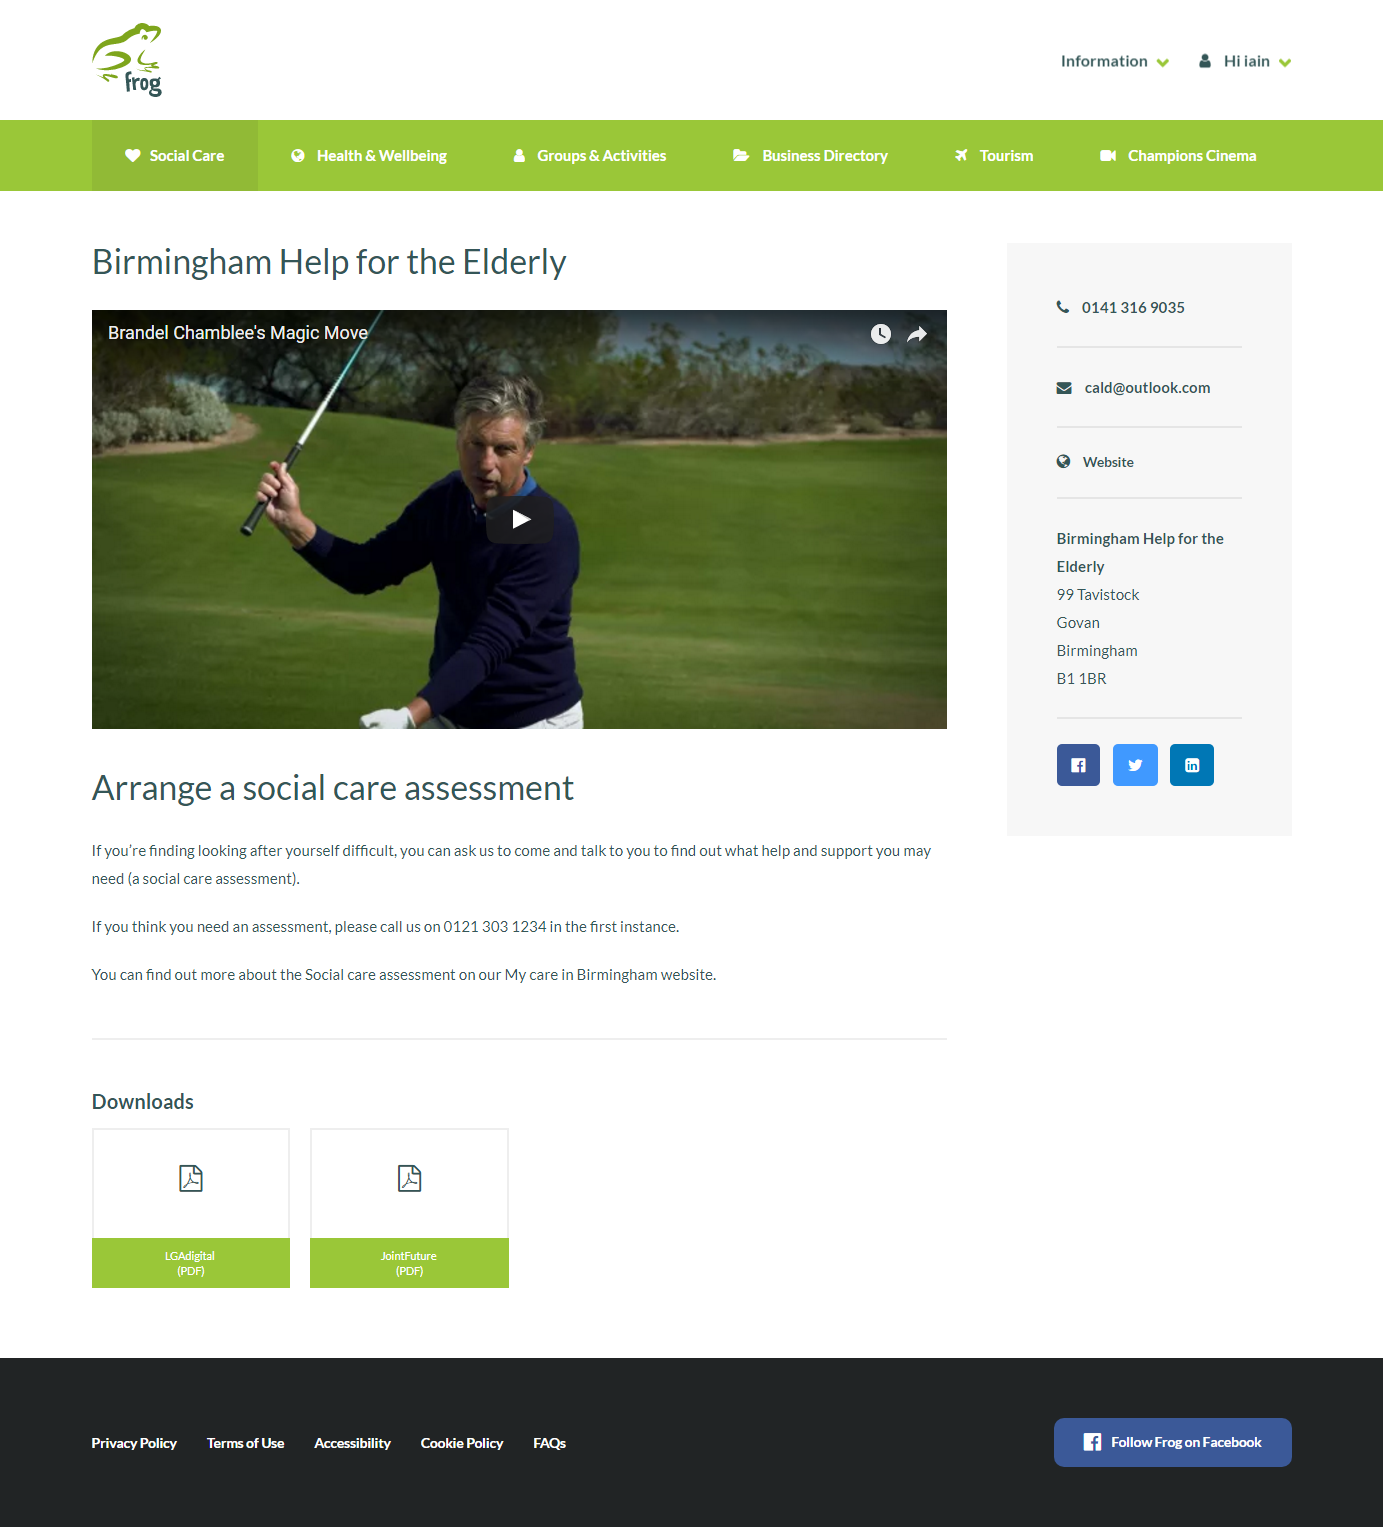 frog
Information
Hi iain
Social Care
Health & Wellbeing
Groups & Activities
Business Directory
Tourism
Champions Cinema
Birmingham Help for the Elderly
Brandel Chamblee's Magic Move
Arrange a social care assessment
If you’re finding looking after yourself difficult, you can ask us to come and talk to you to find out what help and support you may
need (a social care assessment).
If you think you need an assessment, please call us on 0121 303 1234 in the first instance.
You can find out more about the Social care assessment on our My care in Birmingham website.
Downloads
LGAdigital
(PDF)
JointFuture
(PDF)
0141 316 9035
cald@outlook.com
Website
Birmingham Help for the
Elderly
99 Tavistock
Govan
Birmingham
B1 1BR
Privacy Policy
Terms of Use
Accessibility
Cookie Policy
FAQs
Follow Frog on Facebook